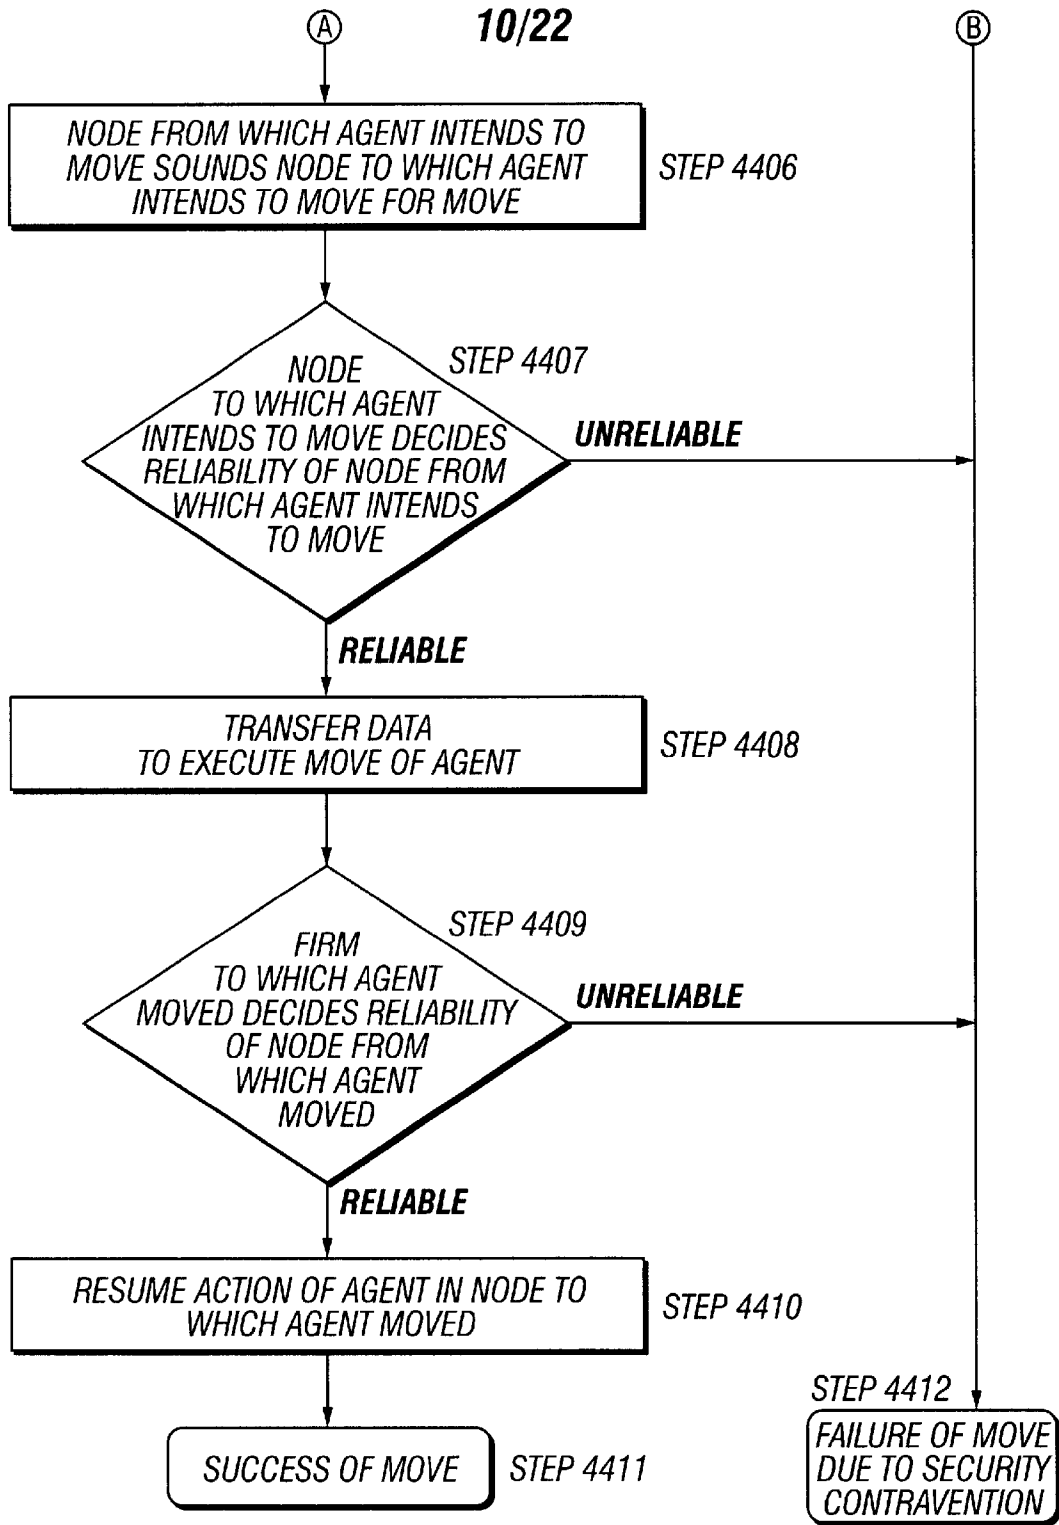 A
10/22
B
NODE FROM WHICH AGENT INTENDS TO
MOVE SOUNDS NODE TO WHICH AGENT
INTENDS TO MOVE FOR MOVE
STEP 4406
STEP 4407
NODE
TO WHICH AGENT
INTENDS TO MOVE DECIDES
RELIABILITY OF NODE FROM
WHICH AGENT INTENDS
TO MOVE
UNRELIABLE
RELIABLE
TRANSFER DATA
TO EXECUTE MOVE OF AGENT
STEP 4408
STEP 4409
FIRM
TO WHICH AGENT
MOVED DECIDES RELIABILITY
OF NODE FROM
WHICH AGENT
MOVED
UNRELIABLE
RELIABLE
RESUME ACTION OF AGENT IN NODE TO
WHICH AGENT MOVED
STEP 4410
SUCCESS OF MOVE
STEP 4411
STEP 4412
FAILURE OF MOVE
DUE TO SECURITY
CONTRAVENTION